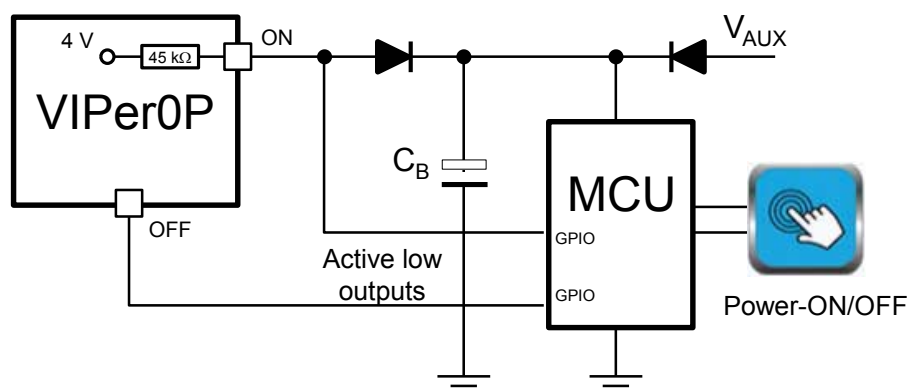 4 V
45 kΩ
ON
V_AUX
VIPer0P
C_B
MCU
OFF
GPIO
Active low
outputs
GPIO
Power-ON/OFF